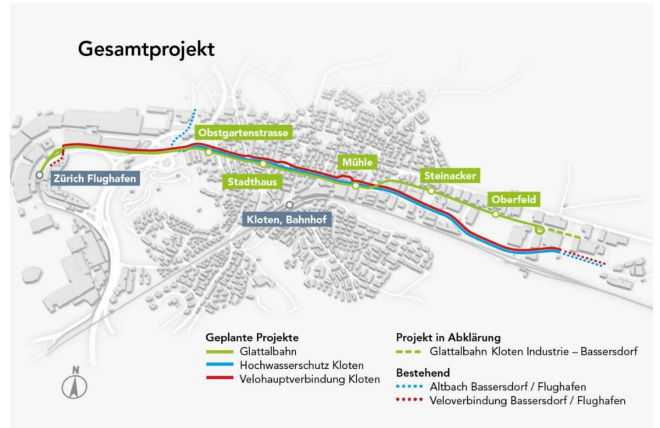 Gesamtprojekt
Obstgartenstrasse
Mühle
Steinacker
Zürich Flughafen
Stadthaus
Oberfeld
Kloten, Bahnhof
Geplante Projekte
Glattalbahn
Hochwasserschutz Kloten
Velohauptverbindung Kloten
Projekt in Abklärung
Glattalbahn Kloten Industrie – Bassersdorf
Bestehend
Altbach Bassersdorf / Flughafen
Veloverbindung Bassersdorf / Flughafen
N